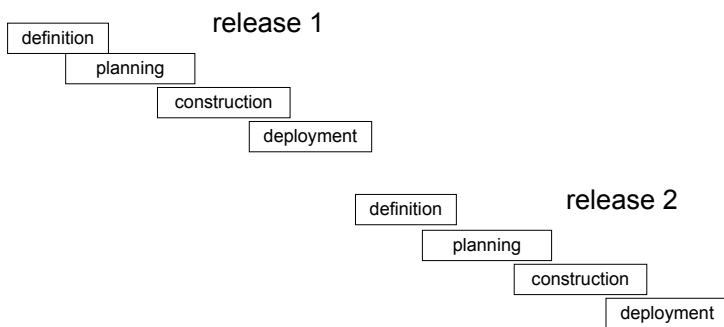 release 1
definition
planning
construction
deployment
release 2
definition
planning
construction
deployment